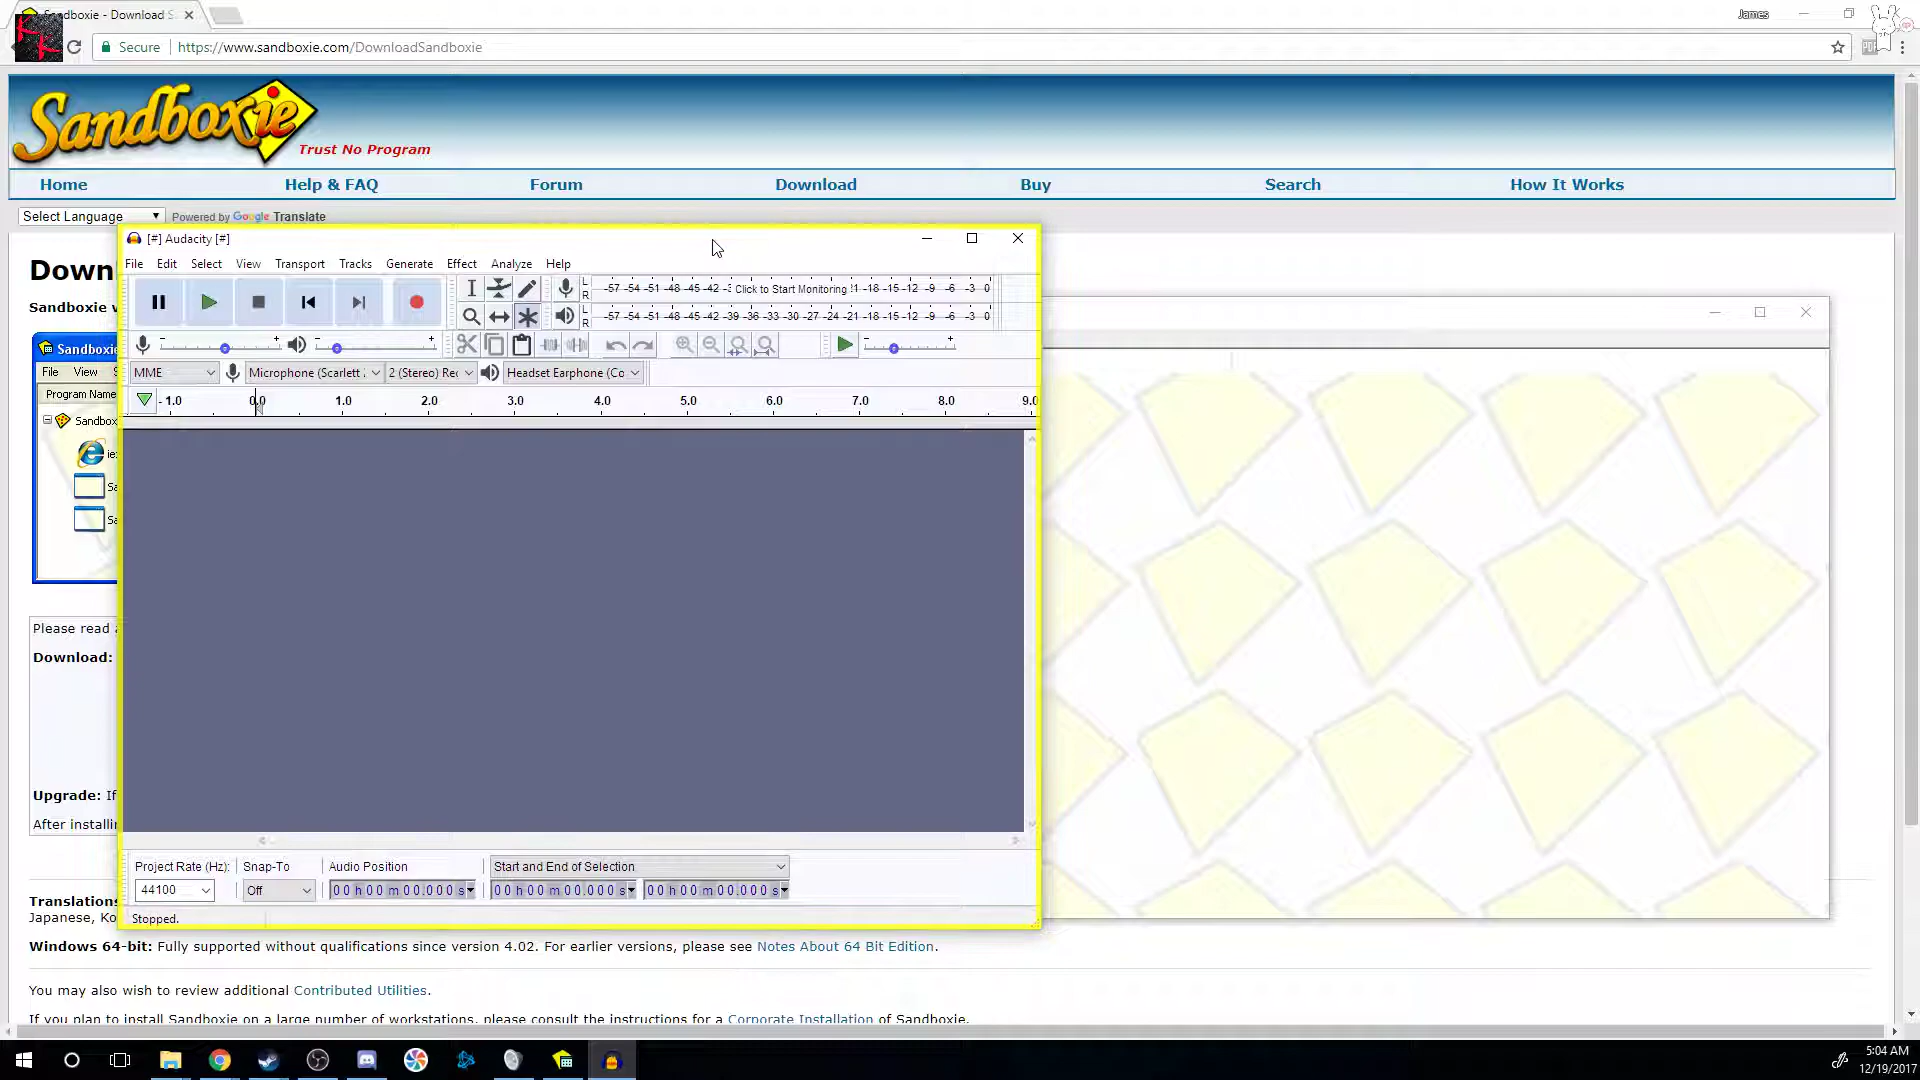 Sandboxie - Download S
James
Secure
https://www.sandboxie.com/DownloadSandboxie
Sandboxie
Trust No Program
Home Help & FAQ Forum Download Buy Search How It Works
Select Language
Powered by Google Translate
[#] Audacity [#]
File Edit Select View Transport Tracks Generate Effect Analyze Help
L
R
-57 -54 -51 -48 -45 -42 Click to Start Monitoring -18 -15 -12 -9 -6 -3 0
L
R
-57 -54 -51 -48 -45 -42 -39 -36 -33 -30 -27 -24 -21 -18 -15 -12 -9 -6 -3 0
MME
Microphone (Scarlett
2 (Stereo) Rec
Headset Earphone (Co
-1.0 0.0 1.0 2.0 3.0 4.0 5.0 6.0 7.0 8.0 9.0
Project Rate (Hz):
Snap-To
Audio Position
Start and End of Selection
44100
Off
00 h 00 m 00.000 s
00 h 00 m 00.000 s
00 h 00 m 00.000 s
Stopped.
Down
Sandboxie
Sandboxie
File View
Program Name
Sandbox
Please read
Download:
Upgrade: If
After installin
Translations
Japanese, Ko
Windows 64-bit: Fully supported without qualifications since version 4.02. For earlier versions, please see Notes About 64 Bit Edition.
You may also wish to review additional Contributed Utilities.
If you plan to install Sandboxie on a large number of workstations, please consult the instructions for a Corporate Installation of Sandboxie.
5:04 AM
12/19/2017